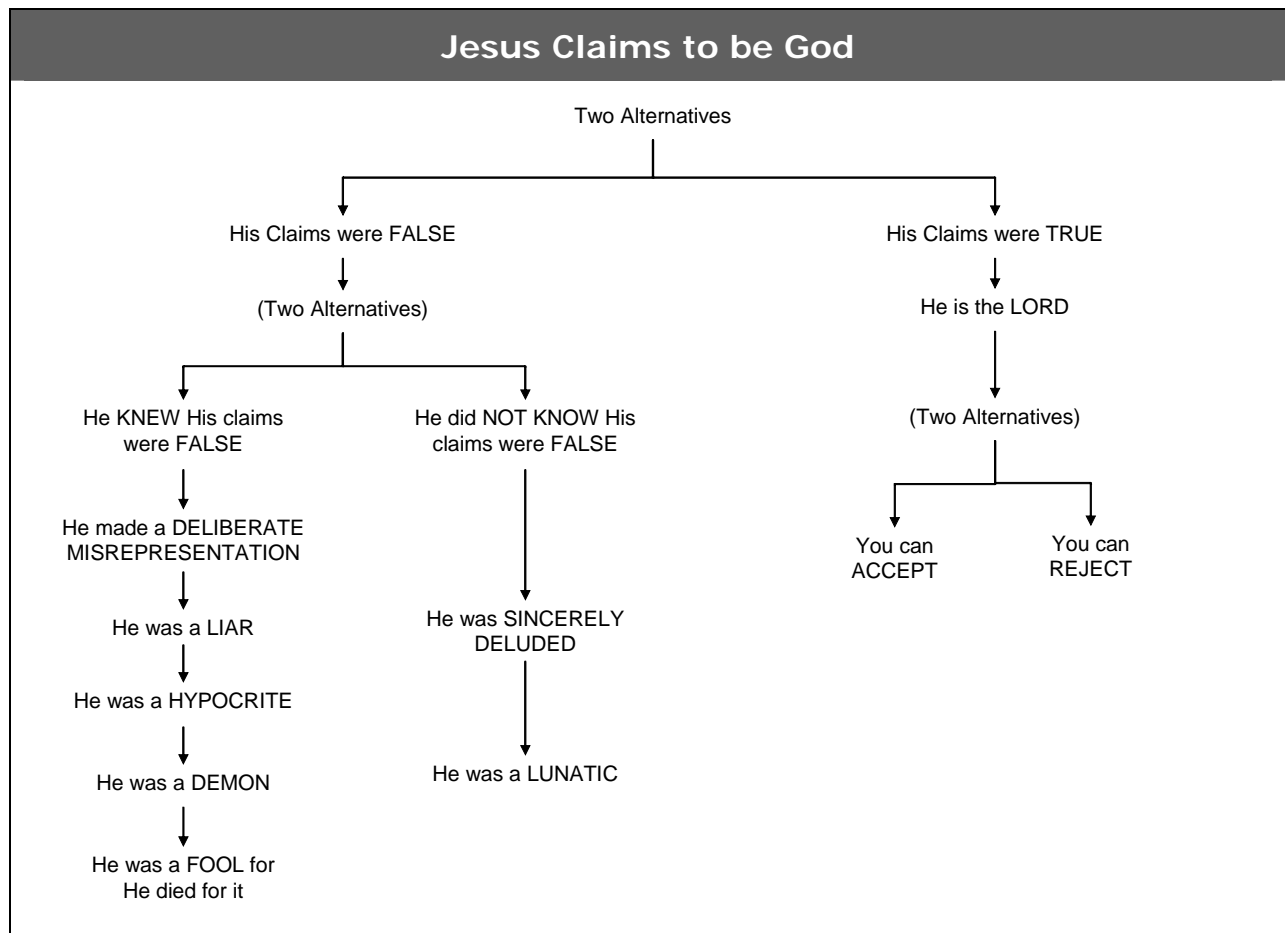 Jesus Claims to be God
Two Alternatives
His Claims were FALSE
His Claims were TRUE
(Two Alternatives)
He is the LORD
He KNEW His claims
were FALSE
He did NOT KNOW His
claims were FALSE
(Two Alternatives)
He made a DELIBERATE
MISREPRESENTATION
You can
ACCEPT
You can
REJECT
He was a LIAR
He was SINCERELY
DELUDED
He was a HYPOCRITE
He was a DEMON
He was a LUNATIC
He was a FOOL for
He died for it